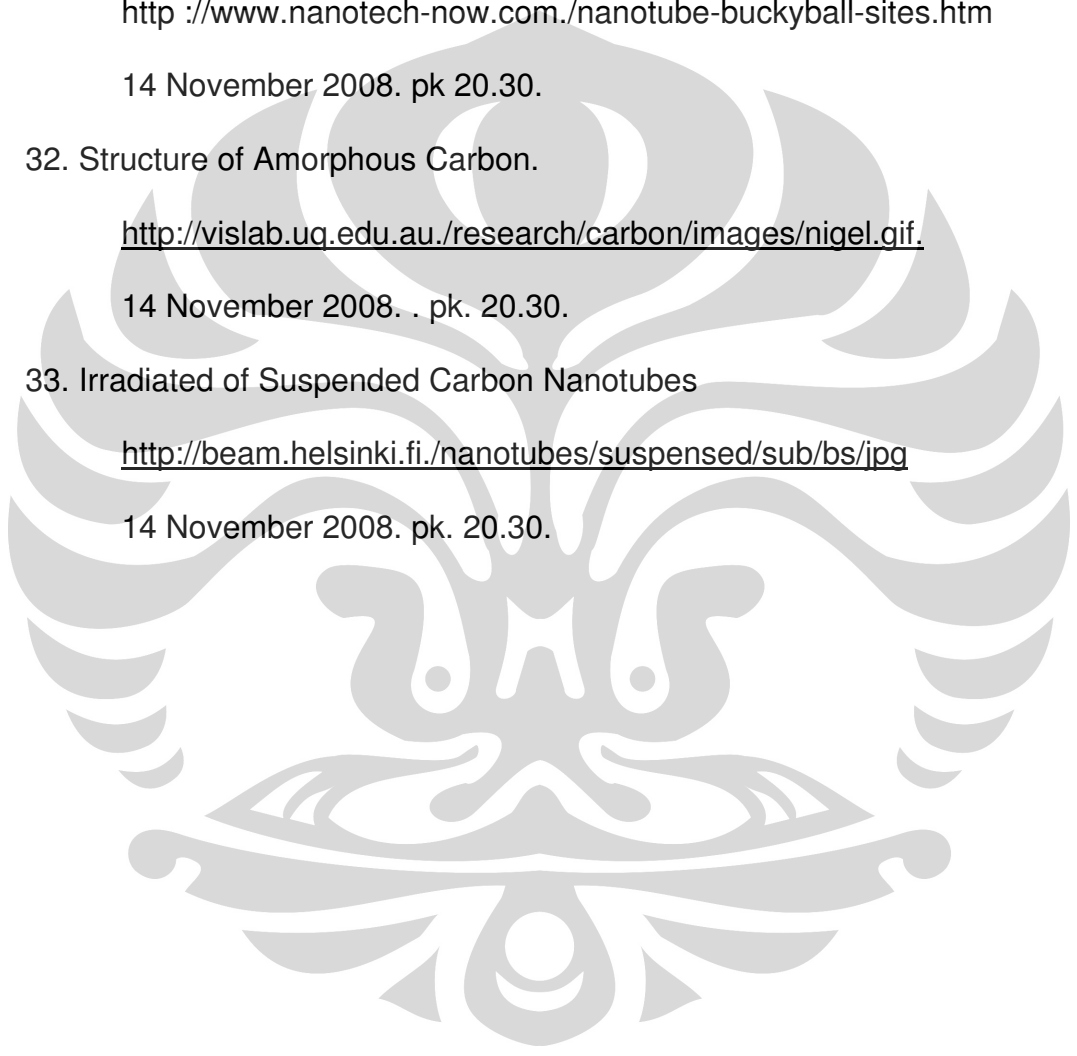 http ://www.nanotech-now.com./nanotube-buckyball-sites.htm
14 November 2008. pk 20.30.
32. Structure of Amorphous Carbon.
http://vislab.uq.edu.au./research/carbon/images/nigel.gif.
14 November 2008. . pk. 20.30.
33. Irradiated of Suspended Carbon Nanotubes
http://beam.helsinki.fi./nanotubes/suspensed/sub/bs/jpg
14 November 2008. pk. 20.30.